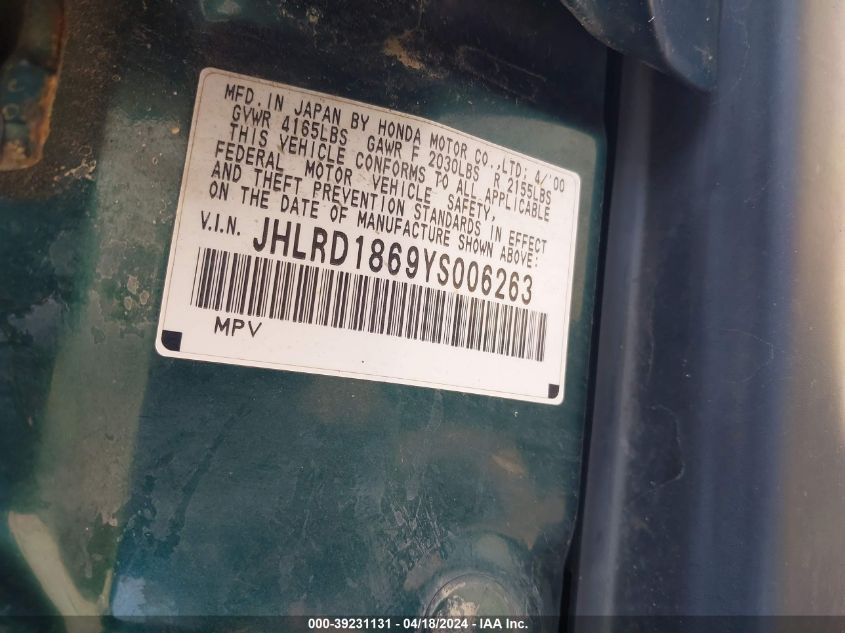 MFD. IN JAPAN BY HONDA MOTOR CO.,LTD; 4/'00
GVWR 4165LBS GAWR F 2030LBS R 2155LBS
THIS VEHICLE CONFORMS TO ALL APPLICABLE
FEDERAL MOTOR VEHICLE SAFETY,
AND THEFT PREVENTION STANDARDS IN EFFECT
ON THE DATE OF MANUFACTURE SHOWN ABOVE:
V.I.N. JHLRD1869YS006263
MPV
000-39231131 - 04/18/2024 - IAA Inc.